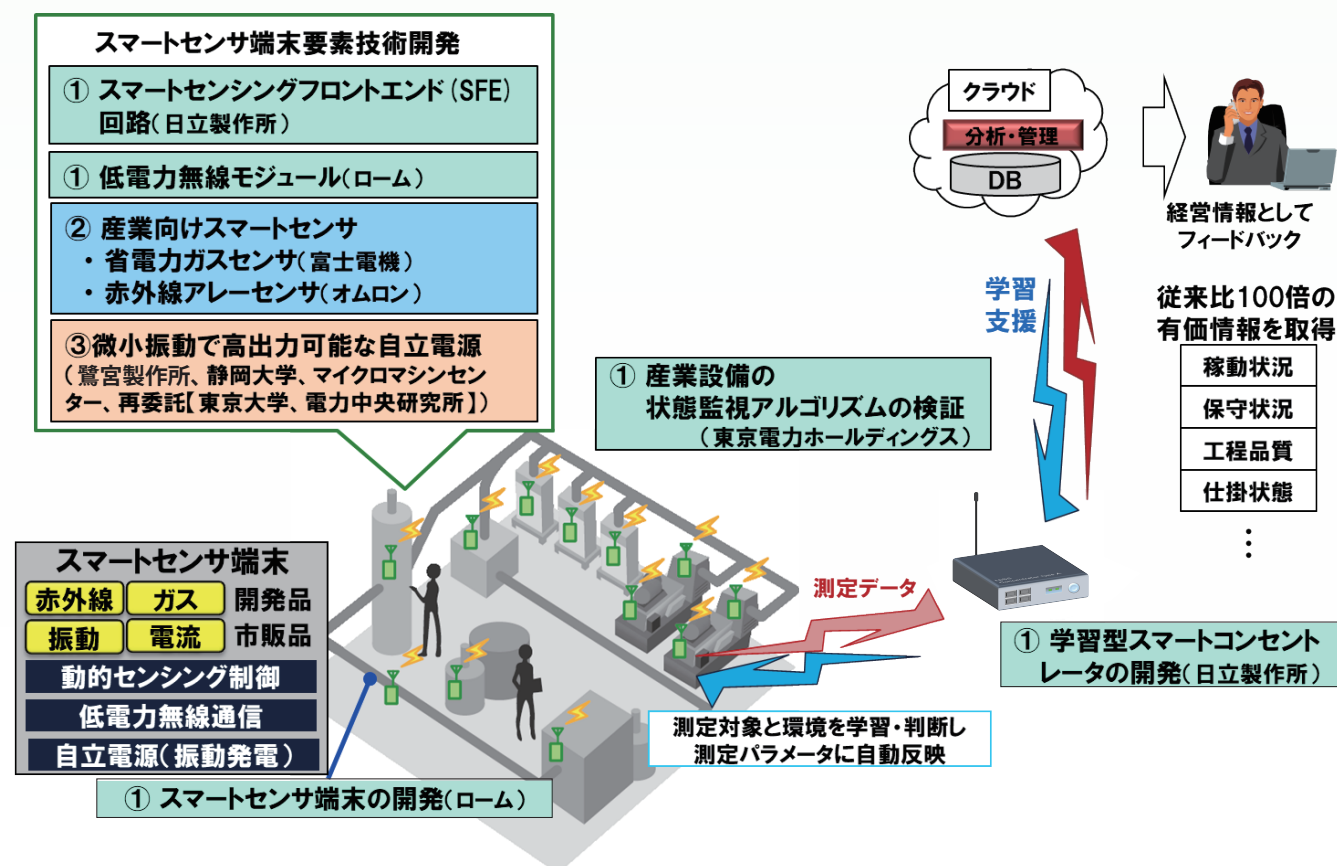 スマートセンサ端末要素技術開発
① スマートセンシングフロントエンド(SFE)
回路(日立製作所)
① 低電力無線モジュール(ローム)
② 産業向けスマートセンサ
・ 省電力ガスセンサ(富士電機)
・ 赤外線アレーセンサ(オムロン)
③微小振動で高出力可能な自立電源
(鷺宮製作所、静岡大学、マイクロマシンセン
ター、再委託【東京大学、電力中央研究所】)
クラウド
分析・管理
DB
経営情報として
フィードバック
学習
支援
従来比100倍の
有価情報を取得
稼動状況
保守状況
工程品質
仕掛状態
⋮
① 産業設備の
状態監視アルゴリズムの検証
(東京電力ホールディングス)
スマートセンサ端末
赤外線 ガス 開発品
振動 電流 市販品
動的センシング制御
低電力無線通信
自立電源(振動発電)
測定データ
① 学習型スマートコンセント
レータの開発(日立製作所)
測定対象と環境を学習・判断し
測定パラメータに自動反映
① スマートセンサ端末の開発(ローム)